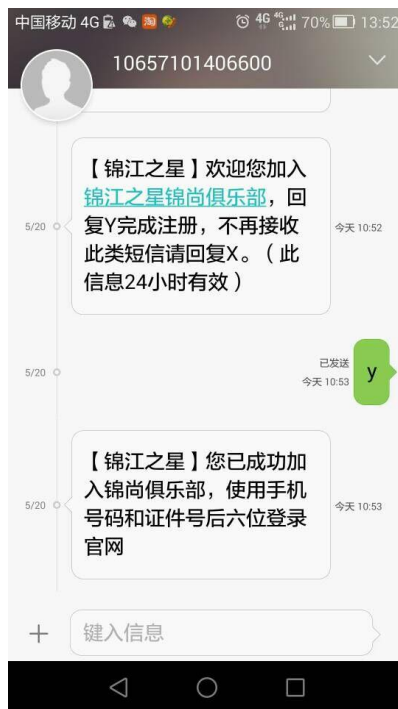 中国移动 4G 4G 4G G 70% 13:52
10657101406600
【锦江之星】欢迎您加入
锦江之星锦尚俱乐部，回
复Y完成注册，不再接收
此类短信请回复X。（此
信息24小时有效）
5/20
今天 10:52
已发送
今天 10:53
y
5/20
【锦江之星】您已成功加
入锦尚俱乐部，使用手机
号码和证件号后六位登录
官网
5/20
今天 10:53
键入信息